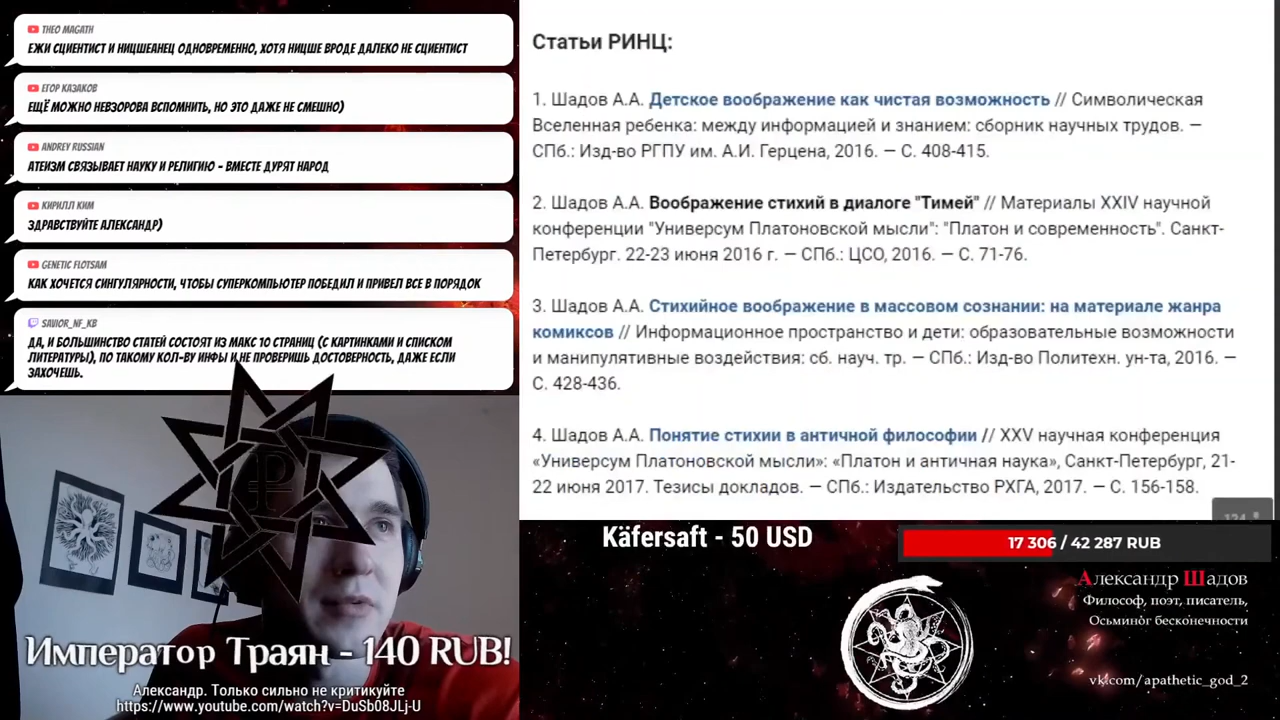 THEO MAGATH
ЕЖИ СЦИЕНТИСТ И НИЦШЕАНЕЦ ОДНОВРЕМЕННО, ХОТЯ НИЦШЕ ВРОДЕ ДАЛЕКО НЕ СЦИЕНТИСТ
ЕГОР КАЗАКОВ
ЕЩЁ МОЖНО НЕВЗОРОВА ВСПОМНИТЬ, НО ЭТО ДАЖЕ НЕ СМЕШНО)
ANDREY RUSSIAN
АТЕИЗМ СВЯЗЫВАЕТ НАУКУ И РЕЛИГИЮ - ВМЕСТЕ ДУРЯТ НАРОД
КИРИЛЛ КИМ
ЗДРАВСТВУЙТЕ АЛЕКСАНДР)
GENETIC FLOTSAM
КАК ХОЧЕТСЯ СИНГУЛЯРНОСТИ, ЧТОБЫ СУПЕРКОМПЬЮТЕР ПОБЕДИЛ И ПРИВЕЛ ВСЕ В ПОРЯДОК
SAVIOR_NF_KB
ДА, И БОЛЬШИНСТВО СТАТЕЙ СОСТОЯТ ИЗ МАКС 10 СТРАНИЦ (С КАРТИНКАМИ И СПИСКОМ
ЛИТЕРАТУРЫ), ПО ТАКОМУ КОЛ-ВУ ИНФЫ И НЕ ПРОВЕРИШЬ ДОСТОВЕРНОСТЬ, ДАЖЕ ЕСЛИ
ЗАХОЧЕШЬ.
Статьи РИНЦ:
1. Шадов А.А. Детское воображение как чистая возможность // Символическая
Вселенная ребенка: между информацией и знанием: сборник научных трудов. —
СПб.: Изд-во РГПУ им. А.И. Герцена, 2016. — С. 408-415.
2. Шадов А.А. Воображение стихий в диалоге "Тимей" // Материалы XXIV научной
конференции "Универсум Платоновской мысли": "Платон и современность". Санкт-
Петербург. 22-23 июня 2016 г. — СПб.: ЦСО, 2016. — С. 71-76.
3. Шадов А.А. Стихийное воображение в массовом сознании: на материале жанра
комиксов // Информационное пространство и дети: образовательные возможности
и манипулятивные воздействия: сб. науч. тр. — СПб.: Изд-во Политехн. ун-та, 2016. —
С. 428-436.
4. Шадов А.А. Понятие стихии в античной философии // XXV научная конференция
«Универсум Платоновской мысли»: «Платон и античная наука», Санкт-Петербург, 21-
22 июня 2017. Тезисы докладов. — СПб.: Издательство РХГА, 2017. — С. 156-158.
Käfersaft - 50 USD
17 306 / 42 287 RUB
Александр Шадов
Философ, поэт, писатель,
Осьминог бесконечности
vk.com/apathetic_god_2
Император Траян - 140 RUB!
Александр. Только сильно не критикуйте
https://www.youtube.com/watch?v=DuSb08JLj-U